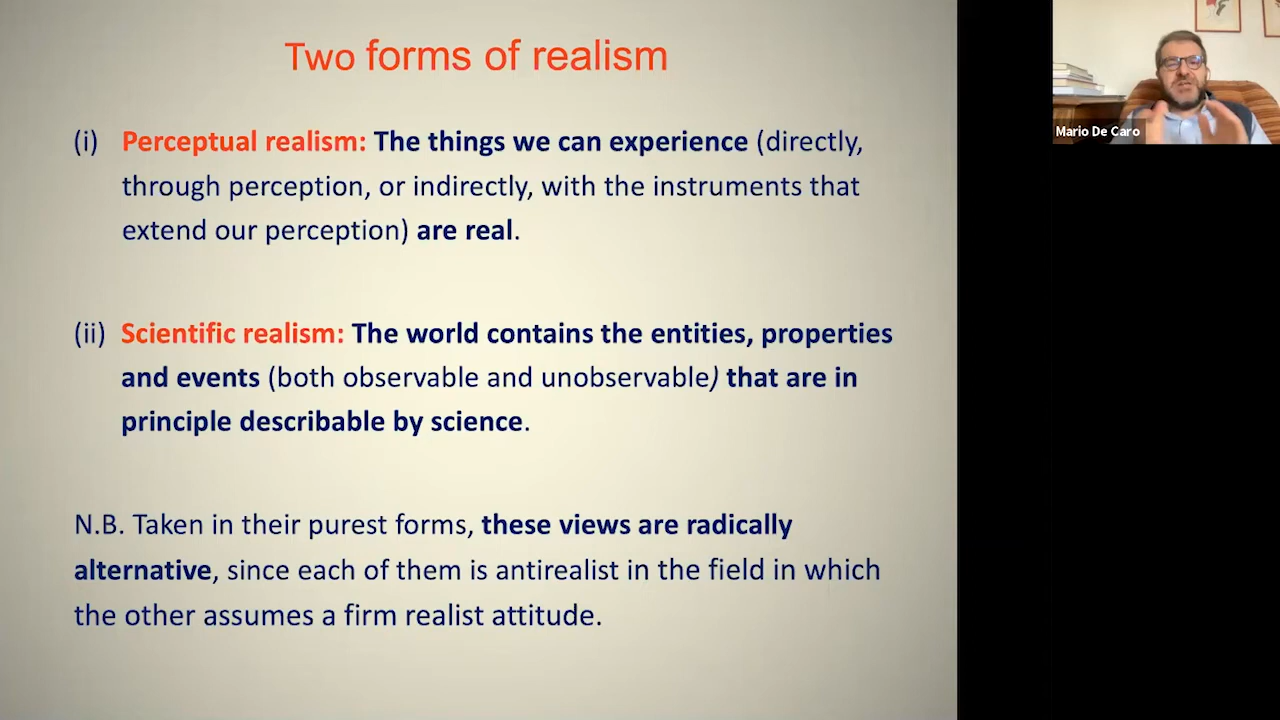 Two forms of realism
(i) Perceptual realism: The things we can experience (directly,
through perception, or indirectly, with the instruments that
extend our perception) are real.
(ii) Scientific realism: The world contains the entities, properties
and events (both observable and unobservable) that are in
principle describable by science.
N.B. Taken in their purest forms, these views are radically
alternative, since each of them is antirealist in the field in which
the other assumes a firm realist attitude.
Mario De Caro